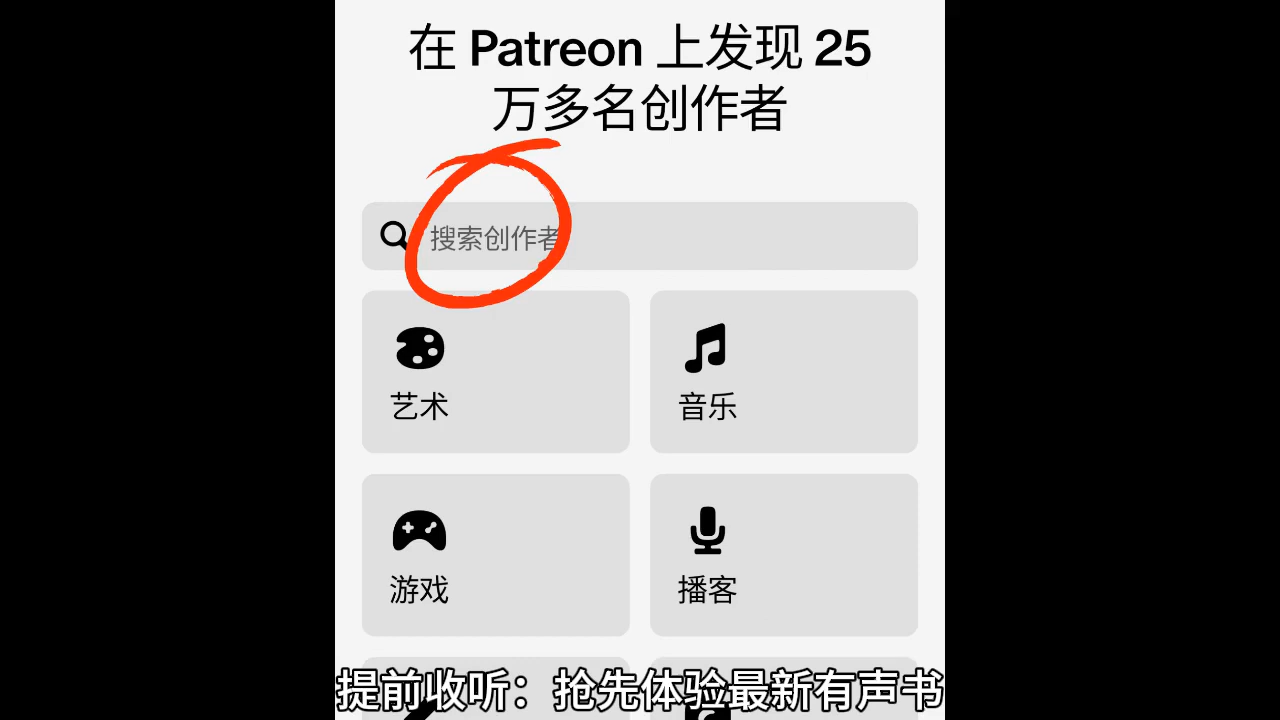 在 Patreon 上发现 25
万多名创作者
搜索创作者
艺术
音乐
游戏
播客
提前收听：抢先体验最新有声书